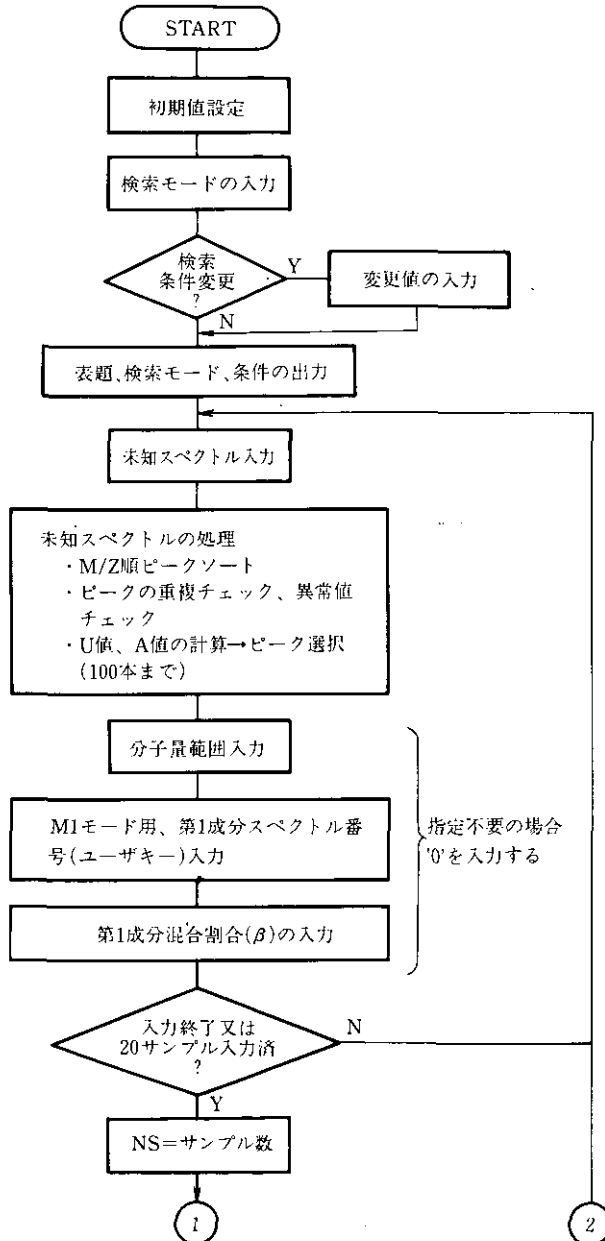 START
初期値設定
検索モードの入力
検索
条件変更
?
Y
変更値の入力
N
表題、検索モード、条件の出力
未知スペクトル入力
未知スペクトルの処理
・M/Z順ピークソート
・ピークの重複チェック、異常値
チェック
・U値、A値の計算→ピーク選択
(100本まで)
分子量範囲入力
M1モード用、第1成分スペクトル番
号(ユーザキー)入力
第1成分混合割合(β)の入力
指定不要の場合
'0'を入力する
入力終了又は
20サンプル入力済
?
N
Y
NS=サンプル数
1
2